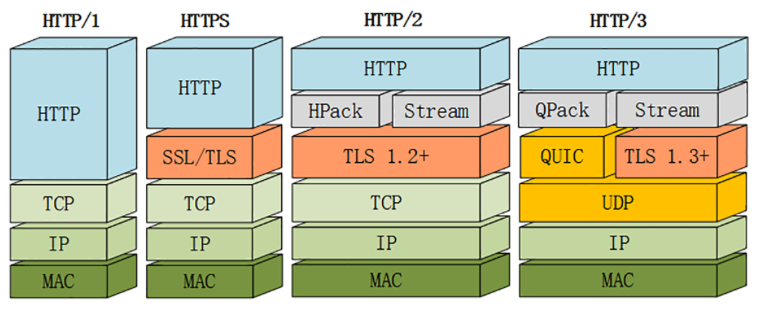 HTTP/1 HTTPS HTTP/2 HTTP/3
HTTP HTTP HTTP HTTP
HPack Stream QPack Stream
SSL/TLS TLS 1.2+ QUIC TLS 1.3+
TCP TCP TCP UDP
IP IP IP IP
MAC MAC MAC MAC